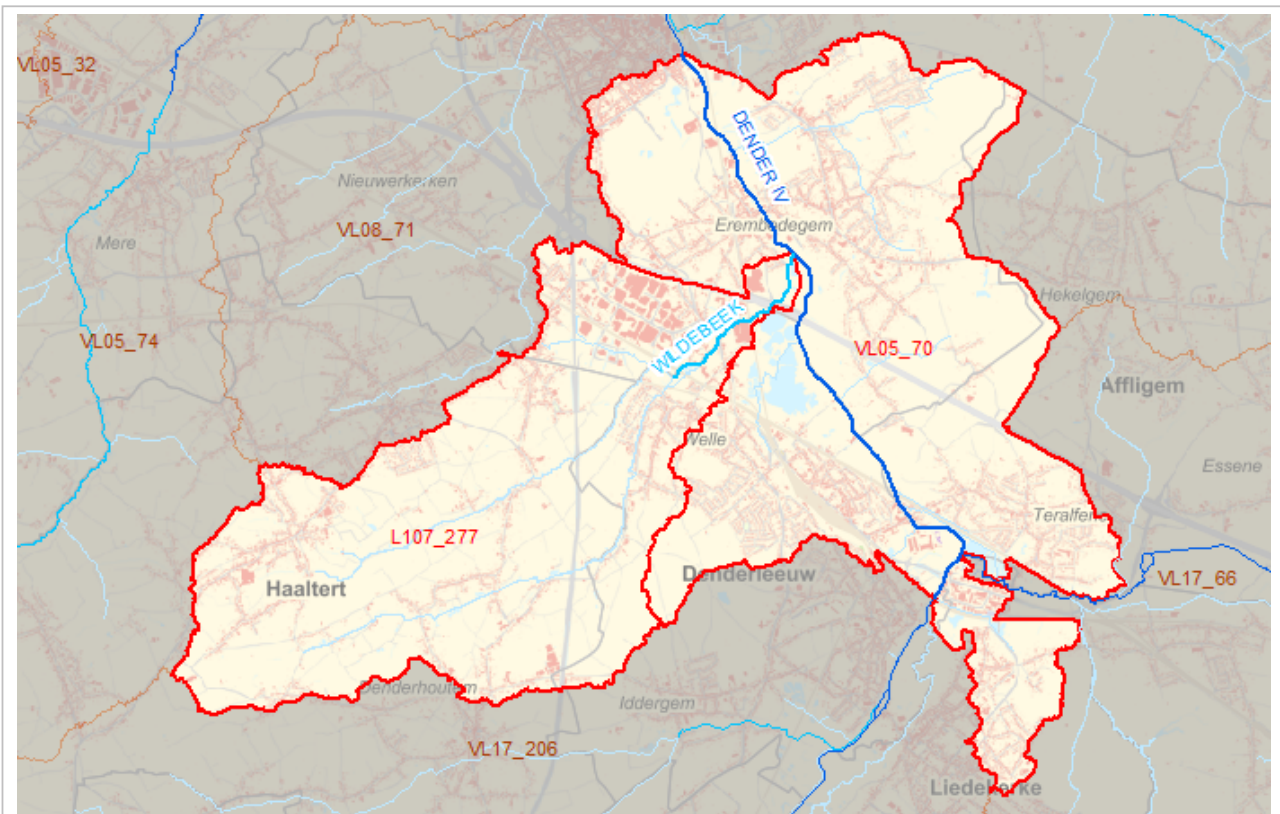 VL05_32
DENDER IV
Nieuwerkerken
VL08_71
Erembodegem
Mere
Hekelgem
WILDEBEEK
VL05_74
VL05_70
Affligem
Welle
Essene
Teralfene
L107_277
Denderleeuw
VL17_66
Haaltert
Denderhoutem
Iddergem
VL17_206
Liedekerke